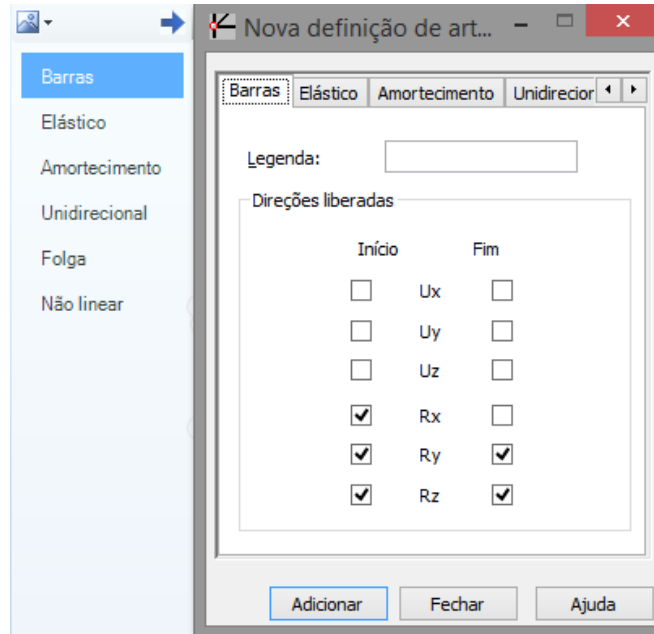 Nova definição de art...
Barras
Elástico
Amortecimento
Unidirecional
Folga
Não linear
Barras Elástico Amortecimento Unidirecior
Legenda:
Direções liberadas
Início Fim
Ux
Uy
Uz
Rx
Ry
Rz
Adicionar Fechar Ajuda